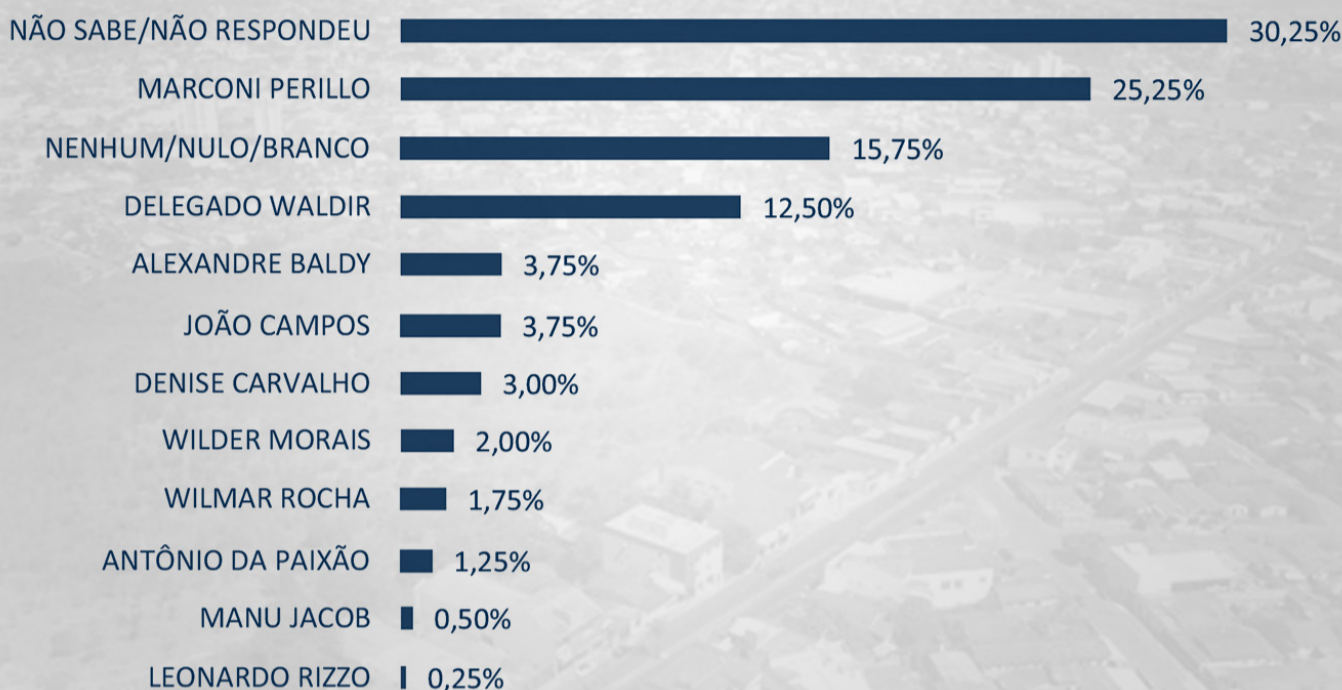 NÃO SABE/NÃO RESPONDEU 30,25%
MARCONI PERILLO 25,25%
NENHUM/NULO/BRANCO 15,75%
DELEGADO WALDIR 12,50%
ALEXANDRE BALDY 3,75%
JOÃO CAMPOS 3,75%
DENISE CARVALHO 3,00%
WILDER MORAIS 2,00%
WILMAR ROCHA 1,75%
ANTÔNIO DA PAIXÃO 1,25%
MANU JACOB 0,50%
LEONARDO RIZZO 0,25%